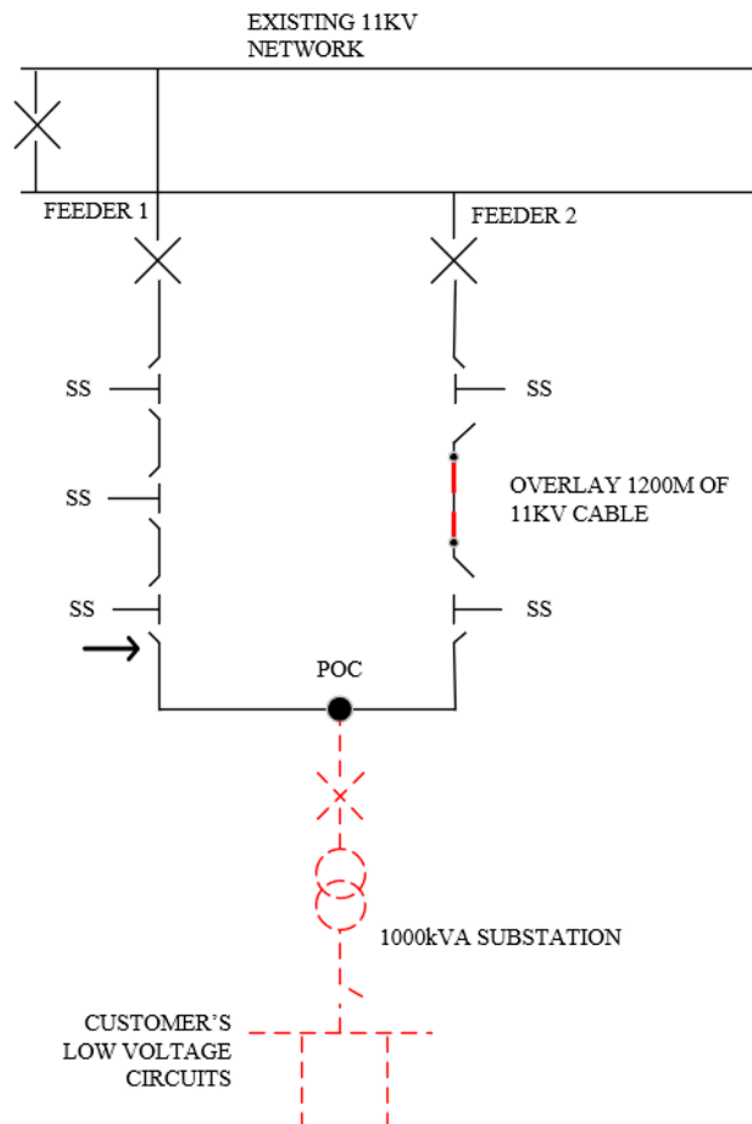 EXISTING 11KV
NETWORK
FEEDER 1
FEEDER 2
SS
SS
SS
OVERLAY 1200M OF
11KV CABLE
SS
SS
POC
1000kVA SUBSTATION
CUSTOMER’S
LOW VOLTAGE
CIRCUITS